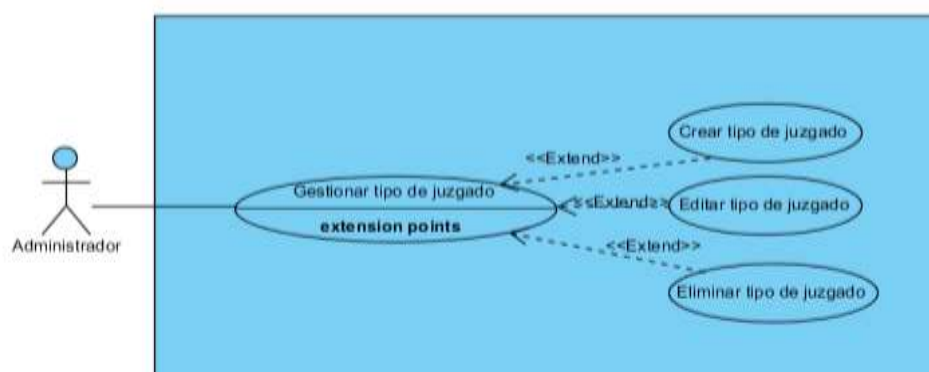 Crear tipo de juzgado
<<Extend>>
Gestionar tipo de juzgado
<<Extend>>
Editar tipo de juzgado
extension points
Administrador
<<Extend>>
Eliminar tipo de juzgado